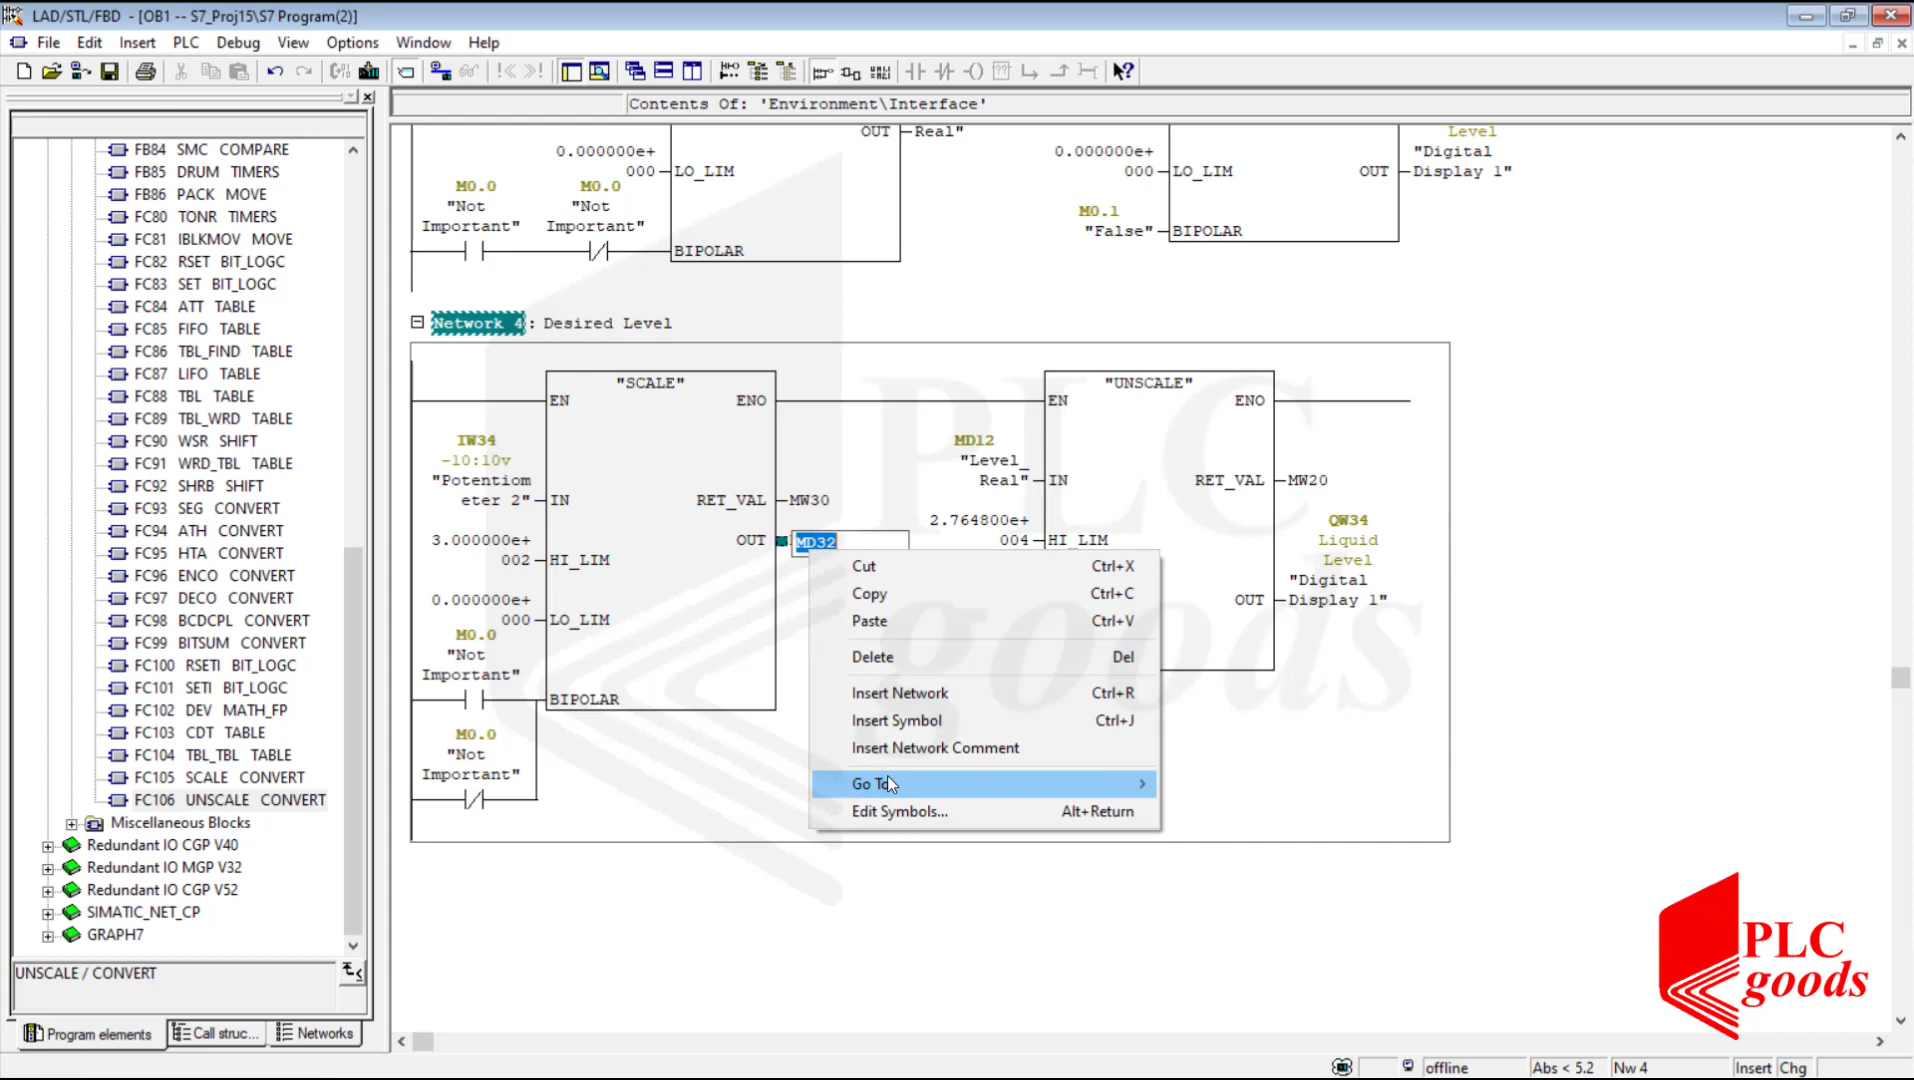 LAD/STL/FBD - [OB1 -- S7_Proj15\S7 Program(2)]
File Edit Insert PLC Debug View Options Window Help
Contents Of: 'Environment\Interface'
FB84 SMC COMPARE
FB85 DRUM TIMERS
FB86 PACK MOVE
FC80 TONR TIMERS
FC81 IBLKMOV MOVE
FC82 RSET BIT_LOGC
FC83 SET BIT_LOGC
FC84 ATT TABLE
FC85 FIFO TABLE
FC86 TBL_FIND TABLE
FC87 LIFO TABLE
FC88 TBL TABLE
FC89 TBL_WRD TABLE
FC90 WSR SHIFT
FC91 WRD_TBL TABLE
FC92 SHRB SHIFT
FC93 SEG CONVERT
FC94 ATH CONVERT
FC95 HTA CONVERT
FC96 ENCO CONVERT
FC97 DECO CONVERT
FC98 BCDCPL CONVERT
FC99 BITSUM CONVERT
FC100 RSETI BIT_LOGC
FC101 SETI BIT_LOGC
FC102 DEV MATH_FP
FC103 CDT TABLE
FC104 TBL_TBL TABLE
FC105 SCALE CONVERT
FC106 UNSCALE CONVERT
Miscellaneous Blocks
Redundant IO CGP V40
Redundant IO MGP V32
Redundant IO CGP V52
SIMATIC_NET_CP
GRAPH7
UNSCALE / CONVERT
Program elements Call struc... Networks
OUT Real"
0.000000e+
000 LO_LIM
M0.0 M0.0
"Not "Not
Important" Important"
BIPOLAR
Level
0.000000e+ "Digital
000 LO_LIM OUT Display 1"
M0.1
"False" BIPOLAR
Network 4 : Desired Level
"SCALE"
EN ENO
IW34
-10:10v
"Potentiom
eter 2" IN
RET_VAL MW30
OUT MD32
3.000000e+
002 HI_LIM
0.000000e+
000 LO_LIM
M0.0
"Not
Important"
BIPOLAR
M0.0
"Not
Important"
"UNSCALE"
EN ENO
MD12
"Level_
Real" IN
RET_VAL MW20
2.764800e+
004 HI_LIM
QW34
Liquid
Level
"Digital
OUT Display 1"
Cut Ctrl+X
Copy Ctrl+C
Paste Ctrl+V
Delete Del
Insert Network Ctrl+R
Insert Symbol Ctrl+J
Insert Network Comment
Go To
Edit Symbols... Alt+Return
PLC
goods
PLC
goods
offline Abs < 5.2 Nw 4 Insert Chg